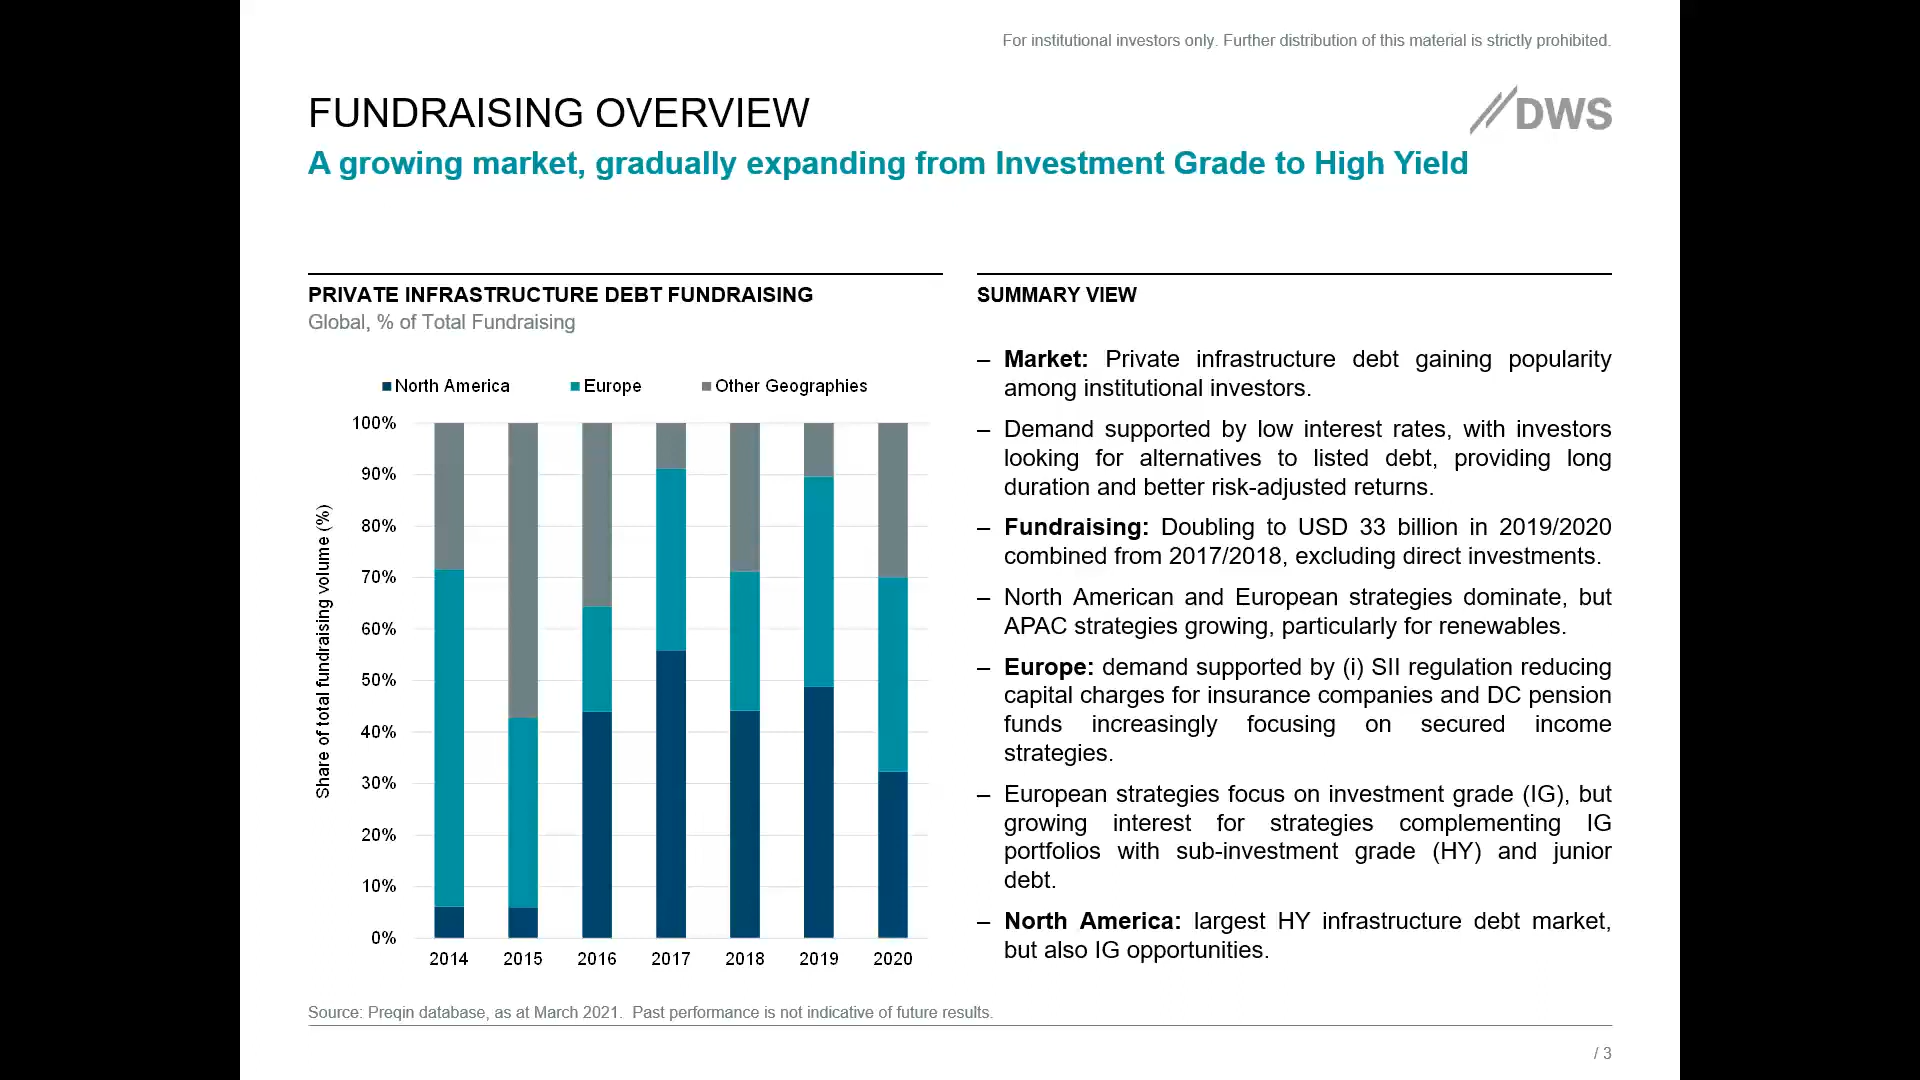 For institutional investors only. Further distribution of this material is strictly prohibited.
FUNDRAISING OVERVIEW
DWS
A growing market, gradually expanding from Investment Grade to High Yield
PRIVATE INFRASTRUCTURE DEBT FUNDRAISING
Global, % of Total Fundraising
North America
Europe
Other Geographies
Share of total fundraising volume (%)
100%
90%
80%
70%
60%
50%
40%
30%
20%
10%
0%
2014 2015 2016 2017 2018 2019 2020
SUMMARY VIEW
– Market: Private infrastructure debt gaining popularity
among institutional investors.
– Demand supported by low interest rates, with investors
looking for alternatives to listed debt, providing long
duration and better risk-adjusted returns.
– Fundraising: Doubling to USD 33 billion in 2019/2020
combined from 2017/2018, excluding direct investments.
– North American and European strategies dominate, but
APAC strategies growing, particularly for renewables.
– Europe: demand supported by (i) SII regulation reducing
capital charges for insurance companies and DC pension
funds increasingly focusing on secured income
strategies.
– European strategies focus on investment grade (IG), but
growing interest for strategies complementing IG
portfolios with sub-investment grade (HY) and junior
debt.
– North America: largest HY infrastructure debt market,
but also IG opportunities.
Source: Preqin database, as at March 2021. Past performance is not indicative of future results.
/ 3